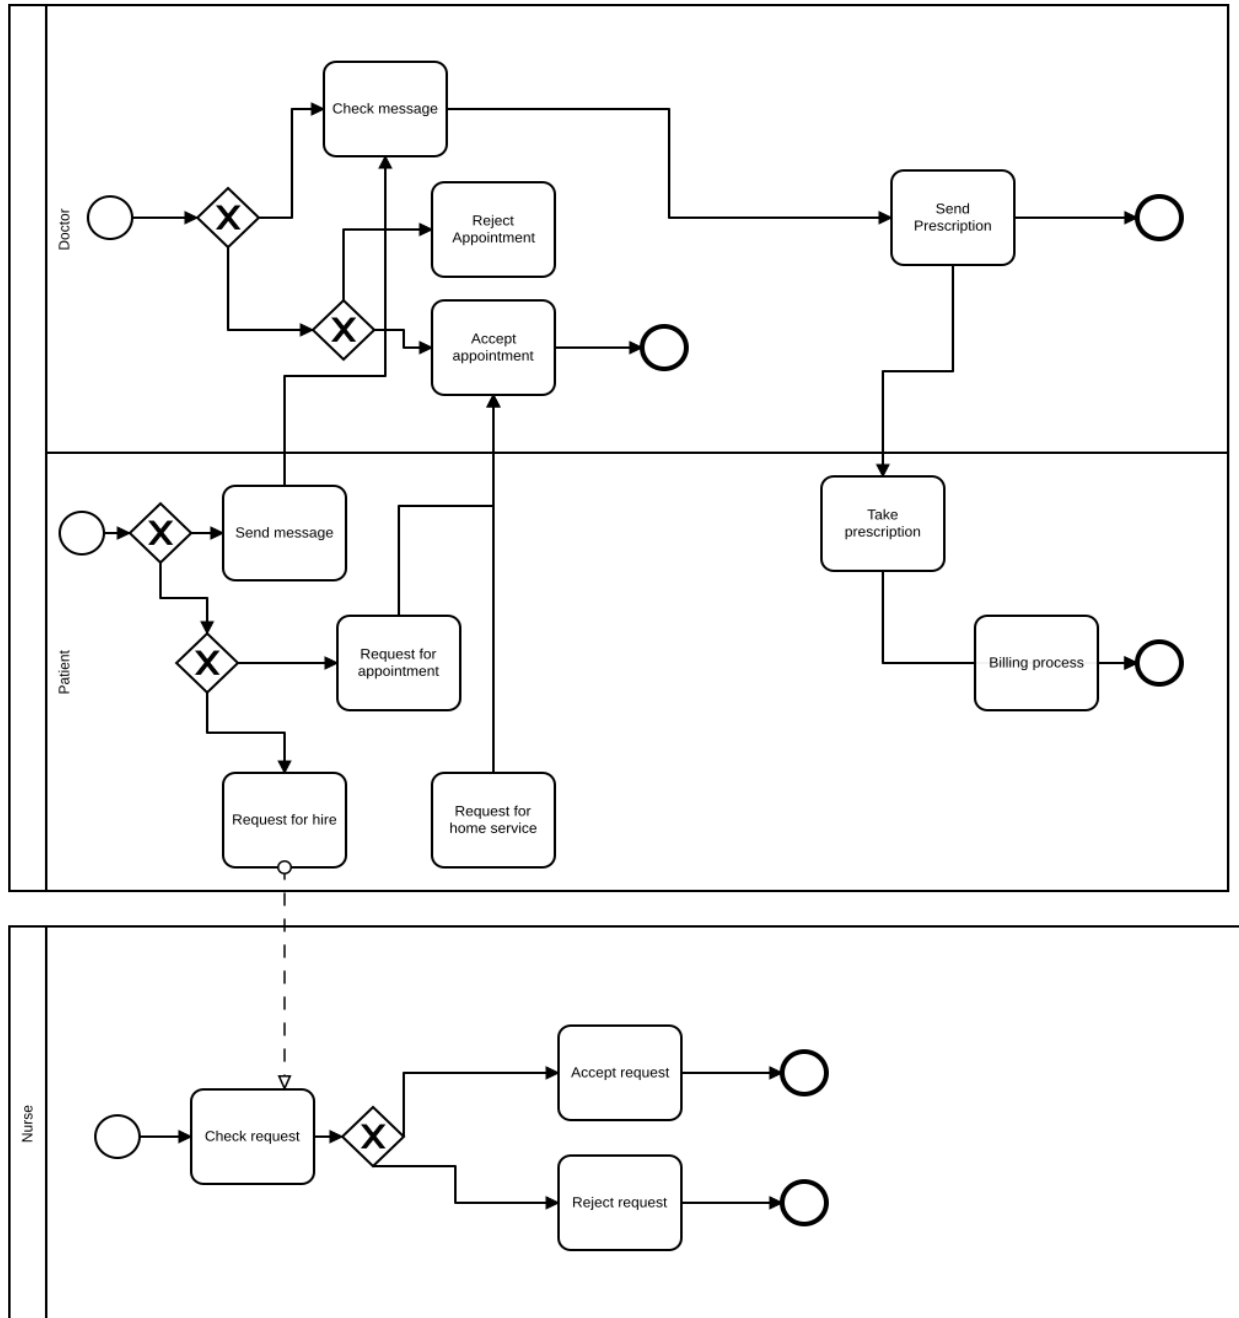 Doctor
Check message
Reject
Appointment
Accept
appointment
Send
Prescription
Patient
Send message
Request for
appointment
Request for hire
Request for
home service
Take
prescription
Billing process
Nurse
Check request
Accept request
Reject request